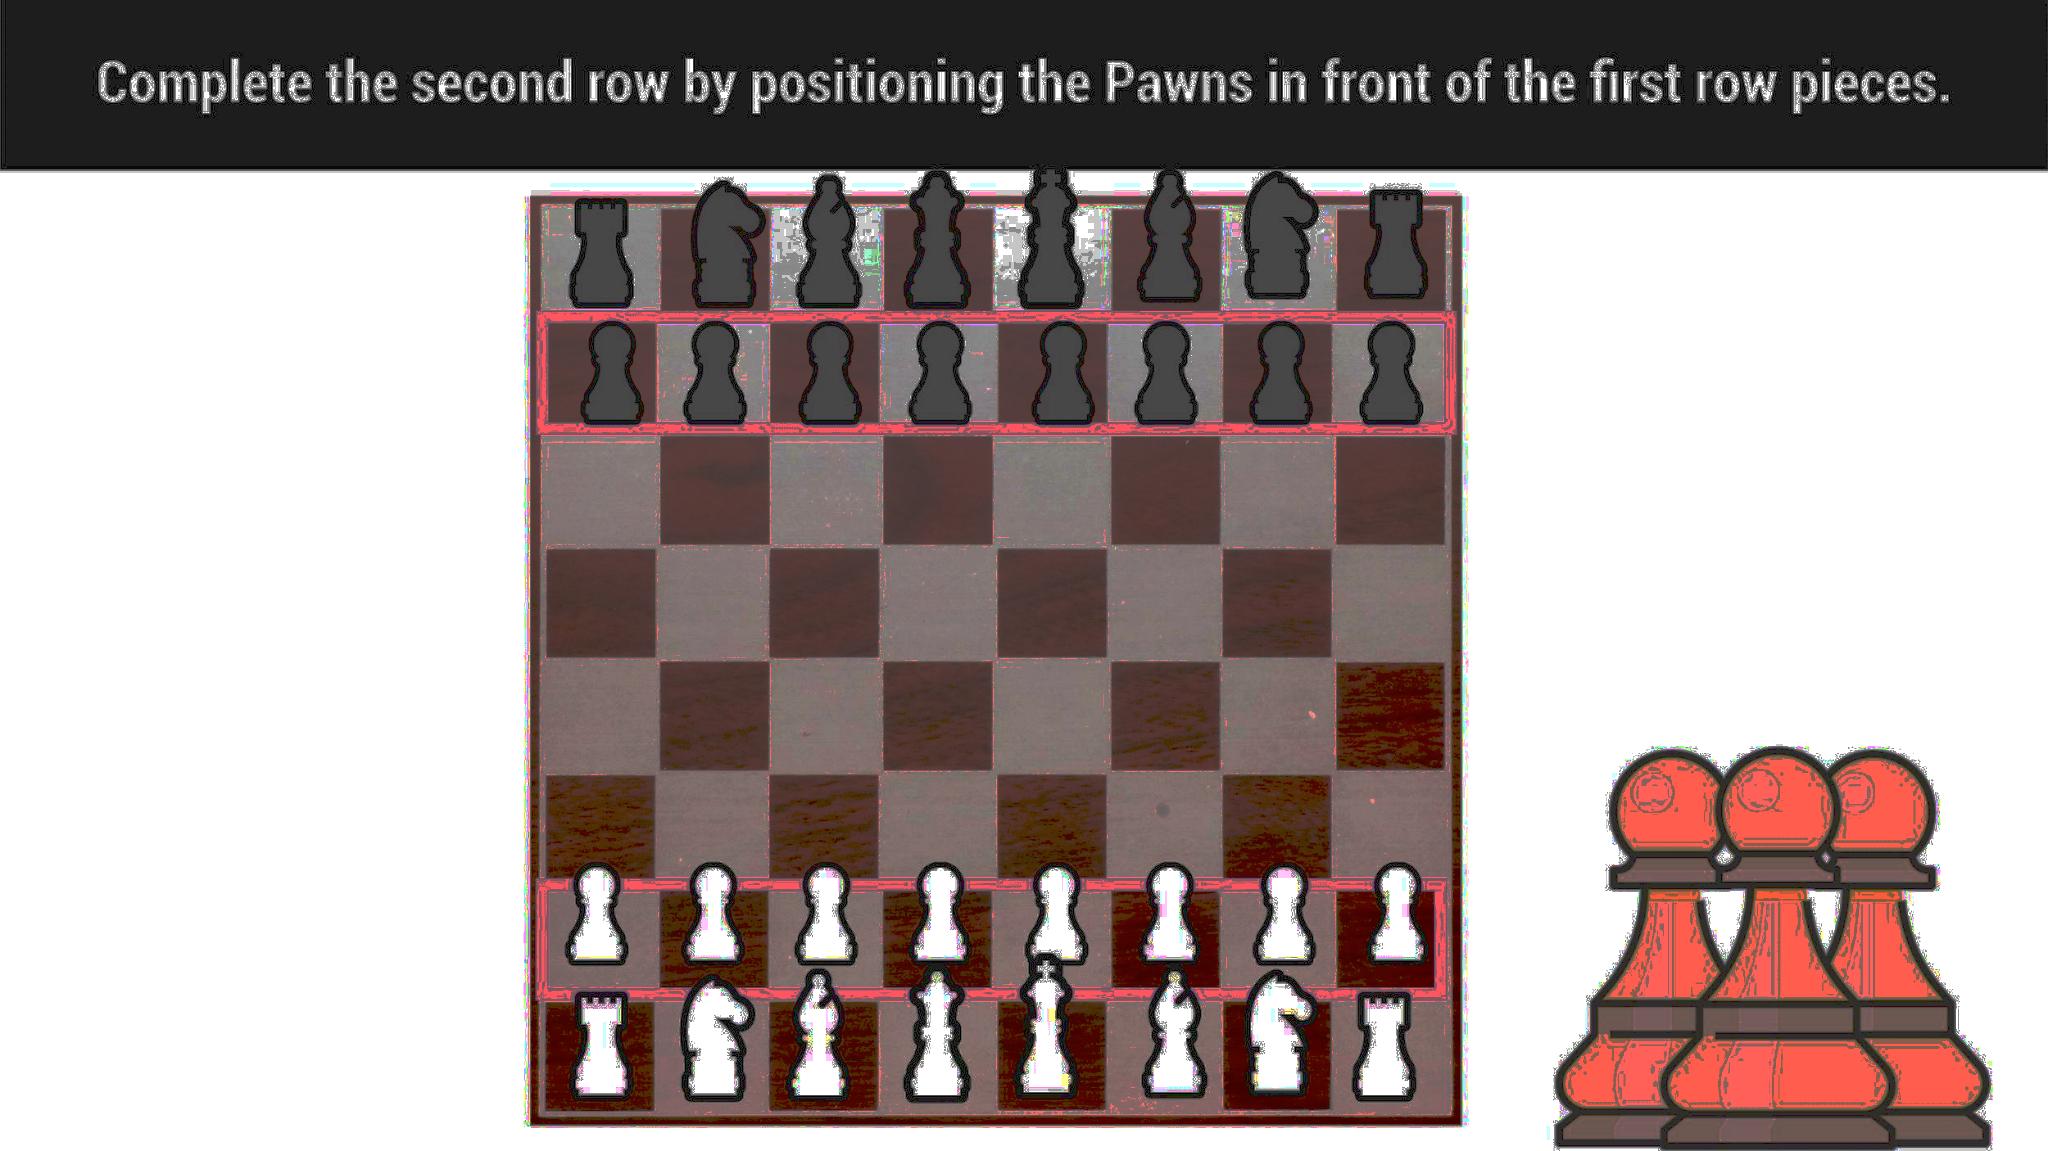 Complete the second row by positioning the Pawns in front of the first row pieces.